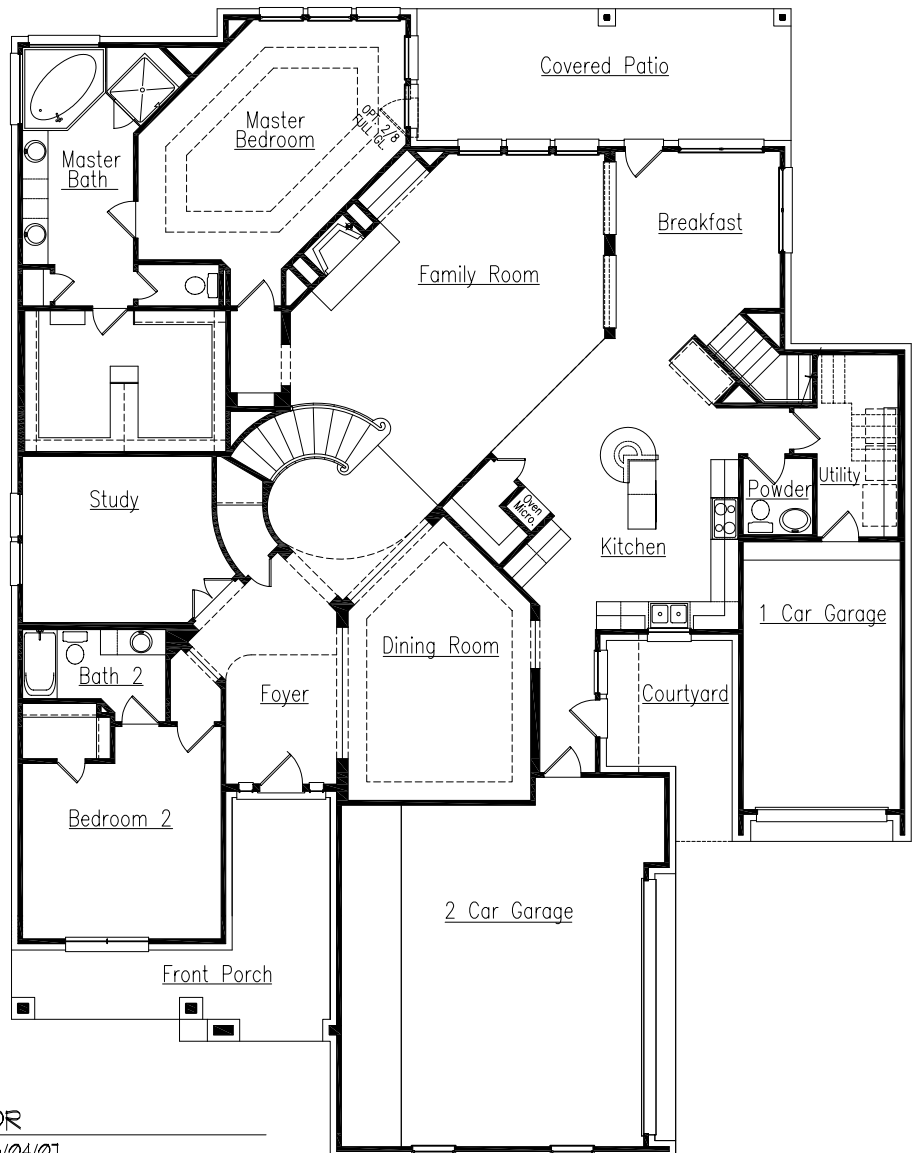 Covered Patio
OPT. 2/8
FULL GL.
Master
Bedroom
Master
Bath
Breakfast
Family Room
Study
Oven
Micro.
Powder
Utility
Kitchen
1 Car Garage
Dining Room
Bath 2
Foyer
Courtyard
Bedroom 2
2 Car Garage
Front Porch